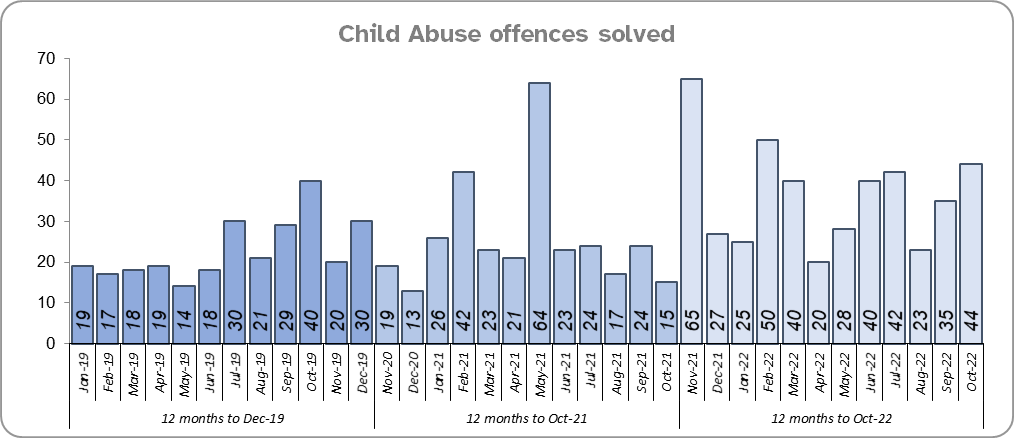 Child Abuse offences solved
70
60
50
40
30
20
10
0
19 17 18 19 14 18 30 21 29 40 20 30 19 13 26 42 23 21 64 23 24 17 24 15 65 27 25 50 40 20 28 40 42 23 35 44
Jan-19 Feb-19 Mar-19 Apr-19 May-19 Jun-19 Jul-19 Aug-19 Sep-19 Oct-19 Nov-19 Dec-19 Nov-20 Dec-20 Jan-21 Feb-21 Mar-21 Apr-21 May-21 Jun-21 Jul-21 Aug-21 Sep-21 Oct-21 Nov-21 Dec-21 Jan-22 Feb-22 Mar-22 Apr-22 May-22 Jun-22 Jul-22 Aug-22 Sep-22 Oct-22
12 months to Dec-19 12 months to Oct-21 12 months to Oct-22